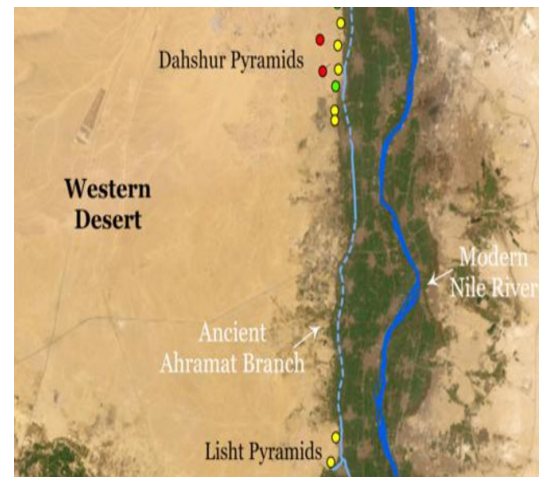 Dahshur Pyramids
Western
Desert
Modern
Nile River
Ancient
Ahramat Branch
Lisht Pyramids